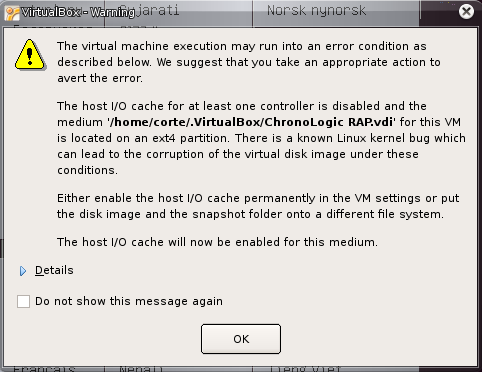 VirtualBox - Warning
Norsk nynorsk
The virtual machine execution may run into an error condition as
described below. We suggest that you take an appropriate action to
avert the error.
The host I/O cache for at least one controller is disabled and the
medium '/home/corte/.VirtualBox/ChronoLogic RAP.vdi' for this VM
is located on an ext4 partition. There is a known Linux kernel bug which
can lead to the corruption of the virtual disk image under these
conditions.
Either enable the host I/O cache permanently in the VM settings or put
the disk image and the snapshot folder onto a different file system.
The host I/O cache will now be enabled for this medium.
Details
Do not show this message again
OK